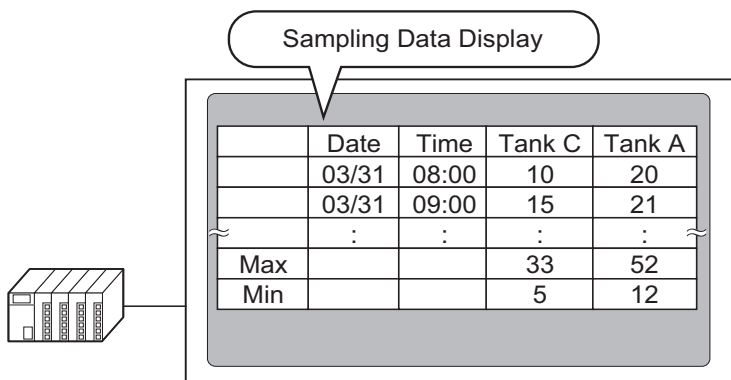 Sampling Data Display
Date Time Tank C Tank A
03/31 08:00 10 20
03/31 09:00 15 21
: : : :
Max 33 52
Min 5 12